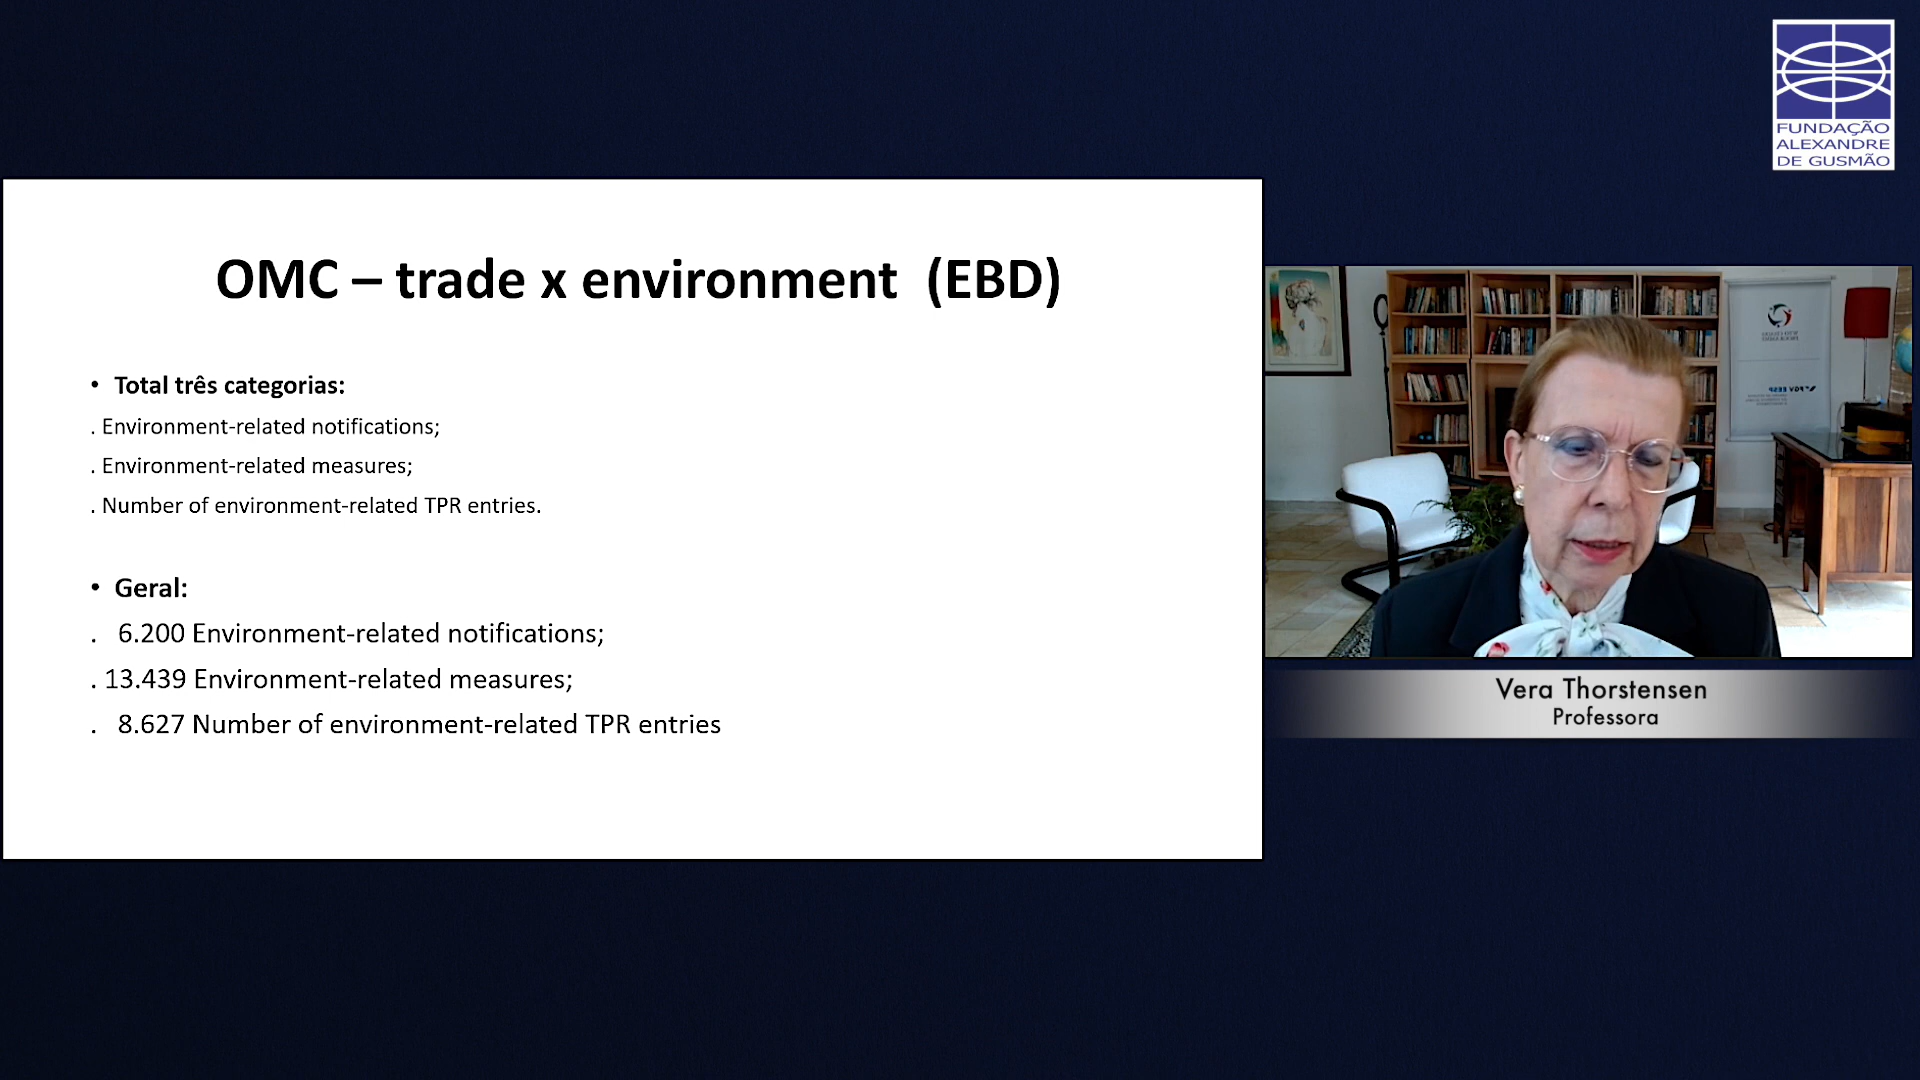 FUNDAÇÃO
ALEXANDRE
DE GUSMÃO
OMC – trade x environment (EBD)
• Total três categorias:
. Environment-related notifications;
. Environment-related measures;
. Number of environment-related TPR entries.
• Geral:
. 6.200 Environment-related notifications;
. 13.439 Environment-related measures;
. 8.627 Number of environment-related TPR entries
Vera Thorstensen
Professora